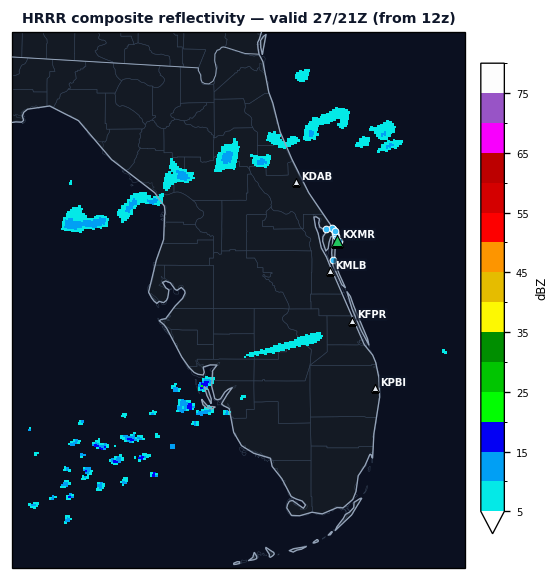 HRRR composite reflectivity — valid 27/21Z (from 12z)
KDAB
KXMR
KMLB
KFPR
KPBI
75
65
55
45
35
25
15
5
dBZ